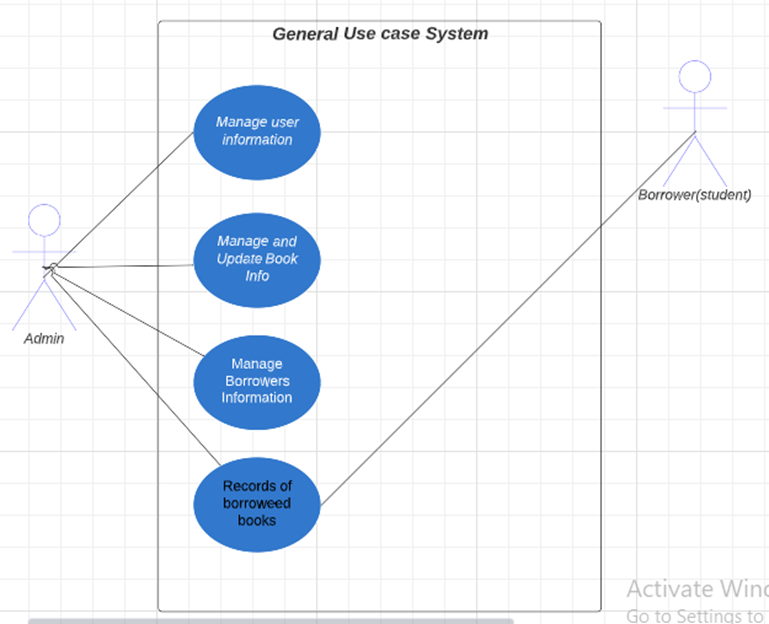 General Use case System
Manage user
information
Manage and
Update Book
Info
Manage
Borrowers
Information
Records of
borroweed
books
Admin
Borrower(student)
Activate Winc
Go to Settings to